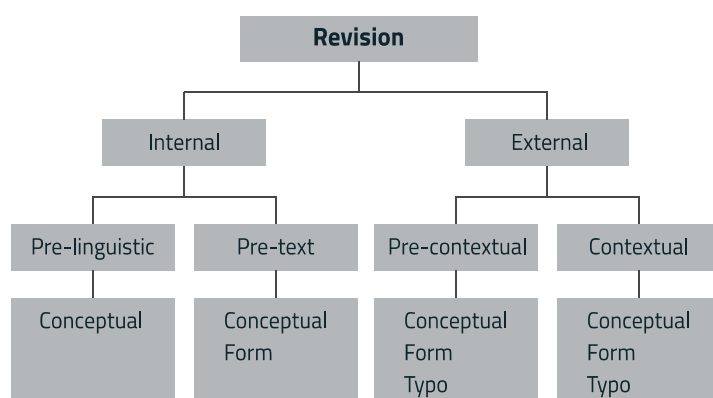 Revision
Internal
External
Pre-linguistic
Pre-text
Pre-contextual
Contextual
Conceptual
Conceptual
Form
Conceptual
Form
Typo
Conceptual
Form
Typo